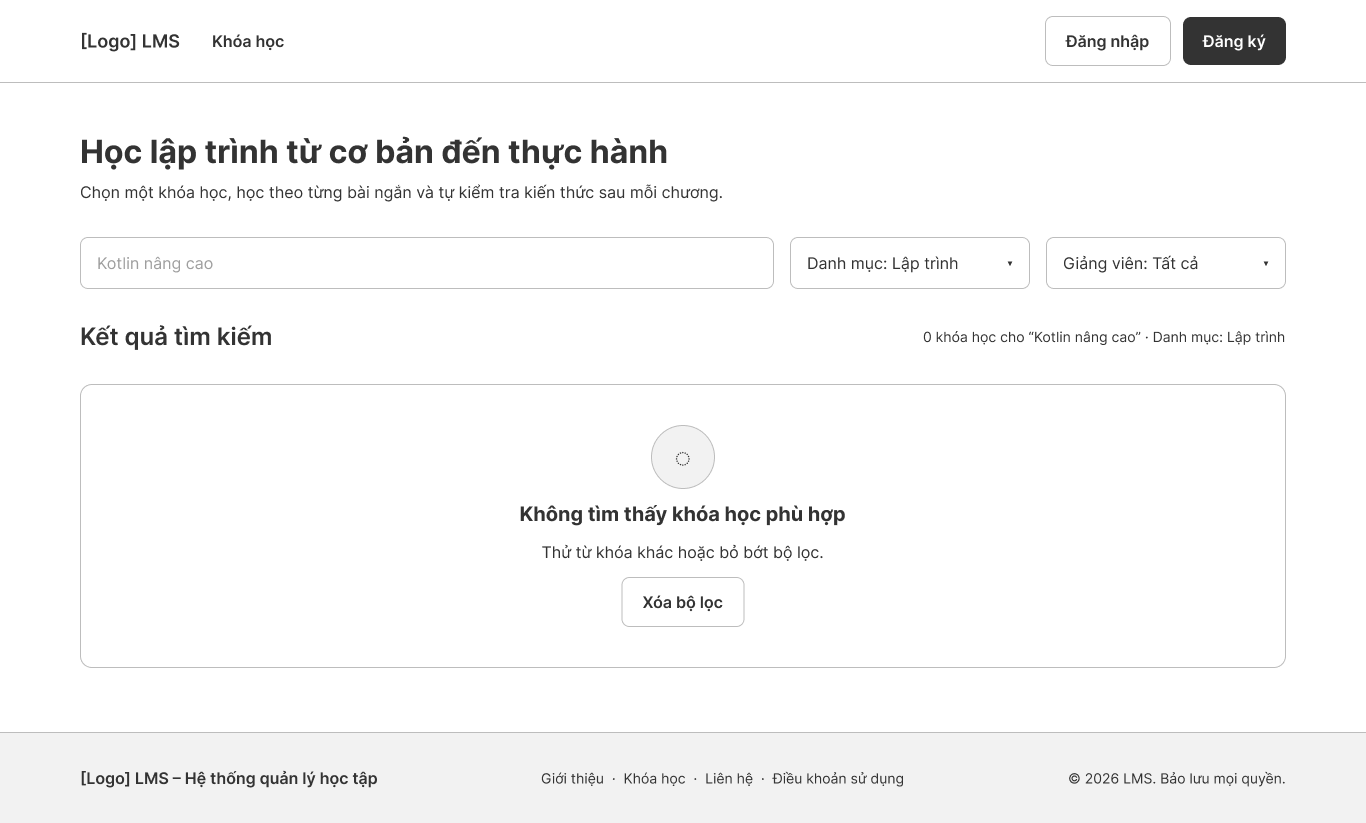 [Logo] LMS Khóa học Đăng nhập Đăng ký
Học lập trình từ cơ bản đến thực hành
Chọn một khóa học, học theo từng bài ngắn và tự kiểm tra kiến thức sau mỗi chương.
Kotlin nâng cao Danh mục: Lập trình ▾ Giảng viên: Tất cả ▾
Kết quả tìm kiếm 0 khóa học cho “Kotlin nâng cao” · Danh mục: Lập trình
Không tìm thấy khóa học phù hợp
Thử từ khóa khác hoặc bỏ bớt bộ lọc.
Xóa bộ lọc
[Logo] LMS – Hệ thống quản lý học tập Giới thiệu · Khóa học · Liên hệ · Điều khoản sử dụng © 2026 LMS. Bảo lưu mọi quyền.